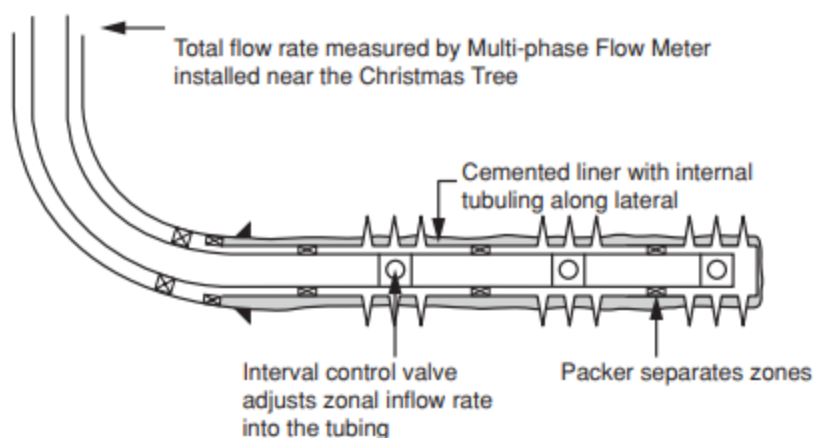 Total flow rate measured by Multi-phase Flow Meter
installed near the Christmas Tree
Cemented liner with internal
tubuling along lateral
Interval control valve
adjusts zonal inflow rate
into the tubing
Packer separates zones